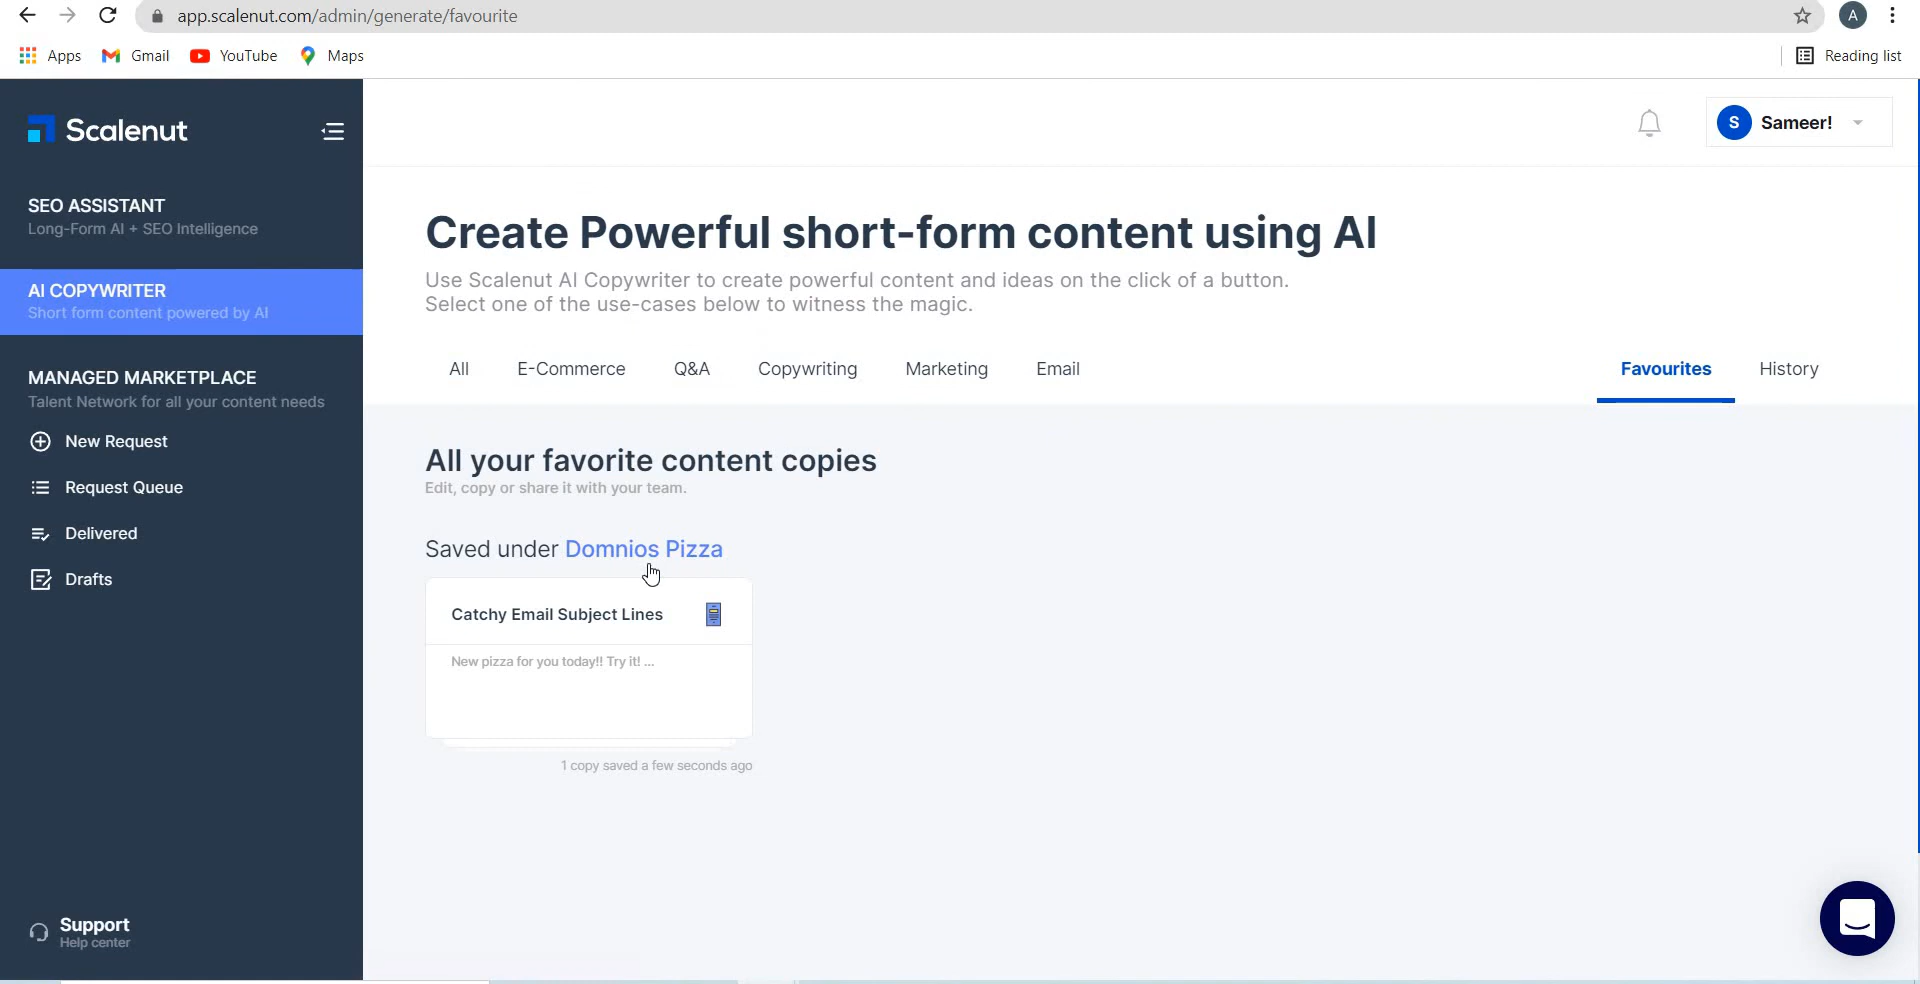 app.scalenut.com/admin/generate/favourite
A
Apps
Gmail
YouTube
Maps
Reading list
Scalenut
SEO ASSISTANT
Long-Form AI + SEO Intelligence
AI COPYWRITER
Short form content powered by AI
MANAGED MARKETPLACE
Talent Network for all your content needs
New Request
Request Queue
Delivered
Drafts
Support
Help center
S Sameer!
Create Powerful short-form content using AI
Use Scalenut AI Copywriter to create powerful content and ideas on the click of a button.
Select one of the use-cases below to witness the magic.
All E-Commerce Q&A Copywriting Marketing Email Favourites History
All your favorite content copies
Edit, copy or share it with your team.
Saved under Domnios Pizza
Catchy Email Subject Lines
New pizza for you today!! Try it! ...
1 copy saved a few seconds ago